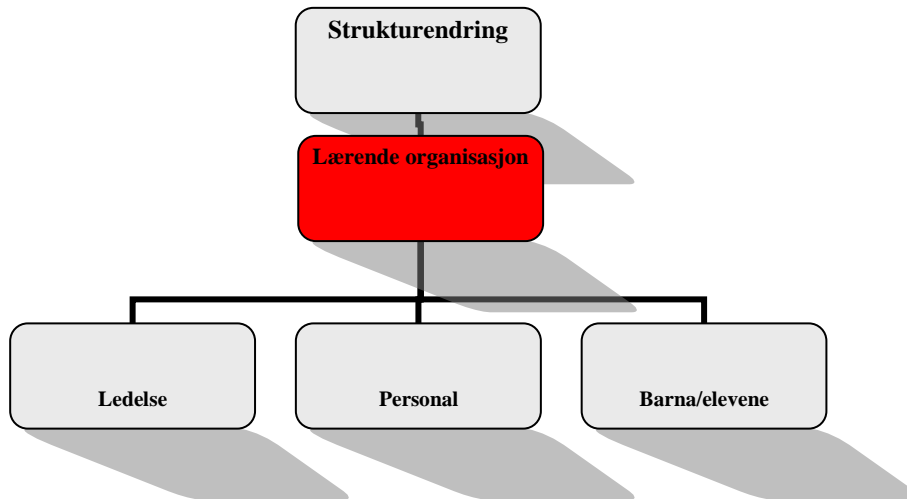 Strukturendring
Lærende organisasjon
Ledelse
Personal
Barna/elevene